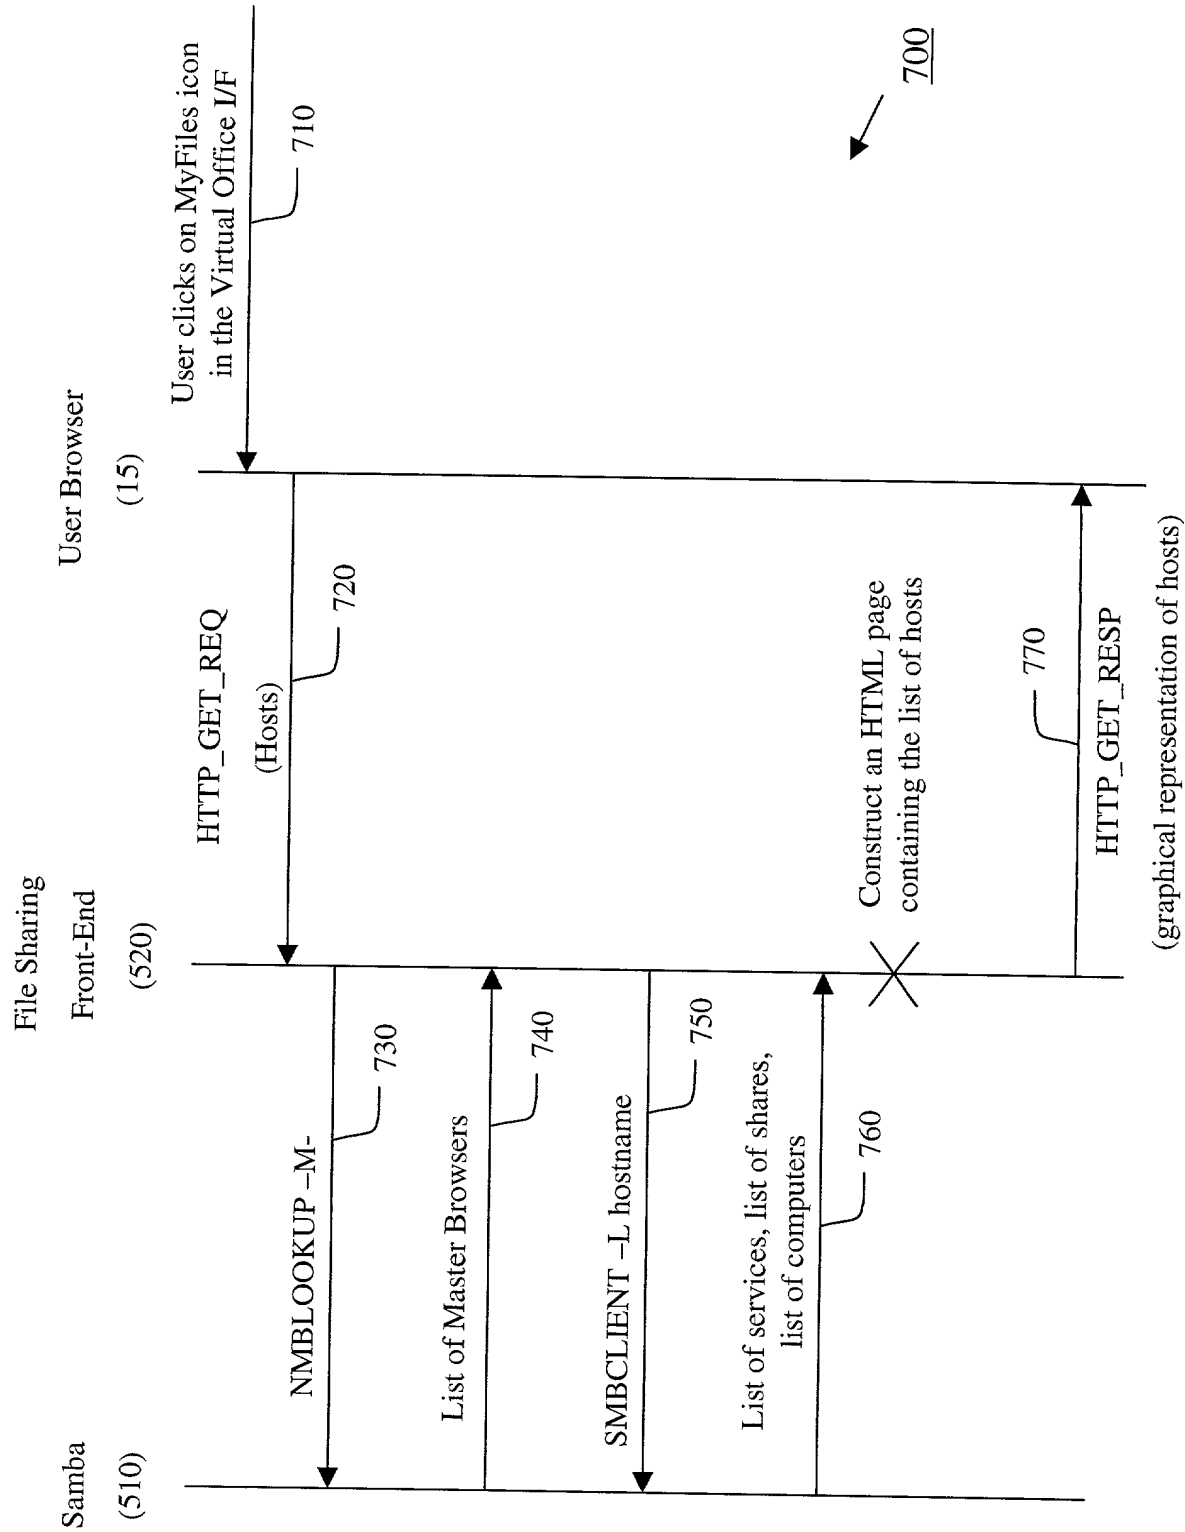 Samba
(510)
File Sharing
Front-End
(520)
User Browser
(15)
User clicks on MyFiles icon
in the Virtual Office I/F
710
HTTP_GET_REQ
(Hosts)
720
NMBLOOKUP –M-
730
List of Master Browsers
740
SMBCLIENT –L hostname
750
List of services, list of shares,
list of computers
760
Construct an HTML page
containing the list of hosts
770
HTTP_GET_RESP
(graphical representation of hosts)
700